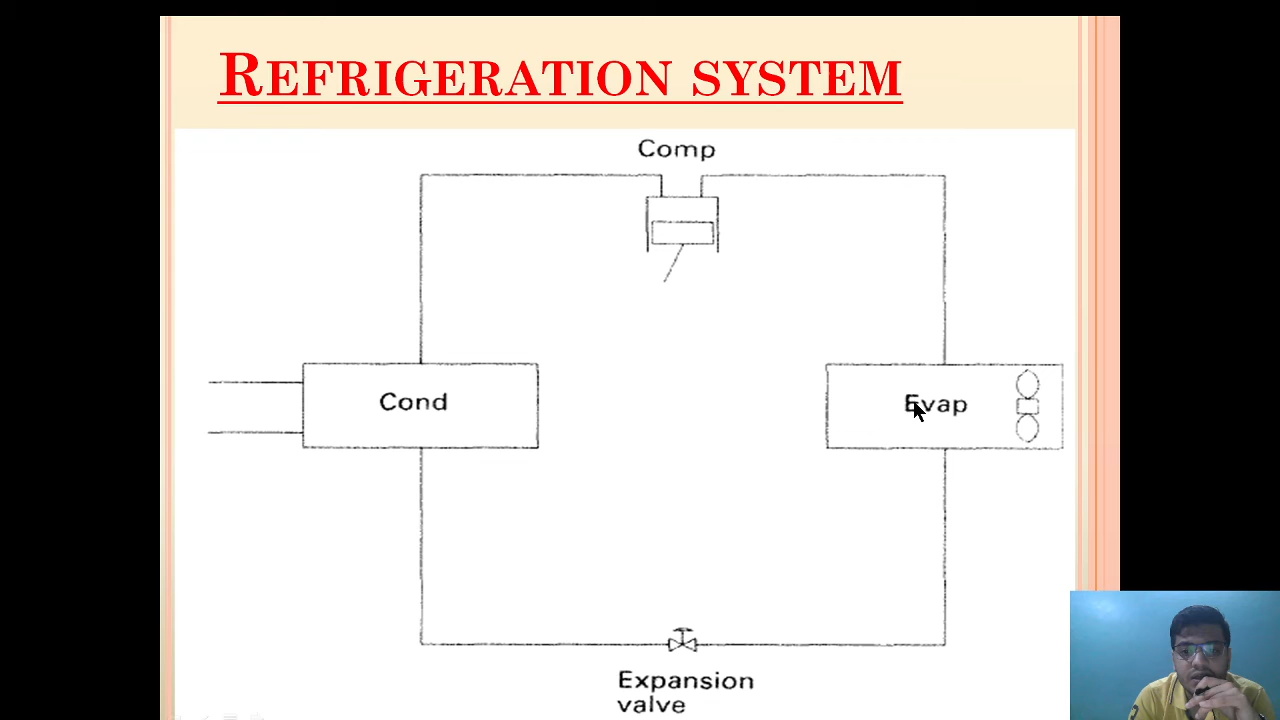 REFRIGERATION SYSTEM
Comp
Cond
Evap
Expansion
valve